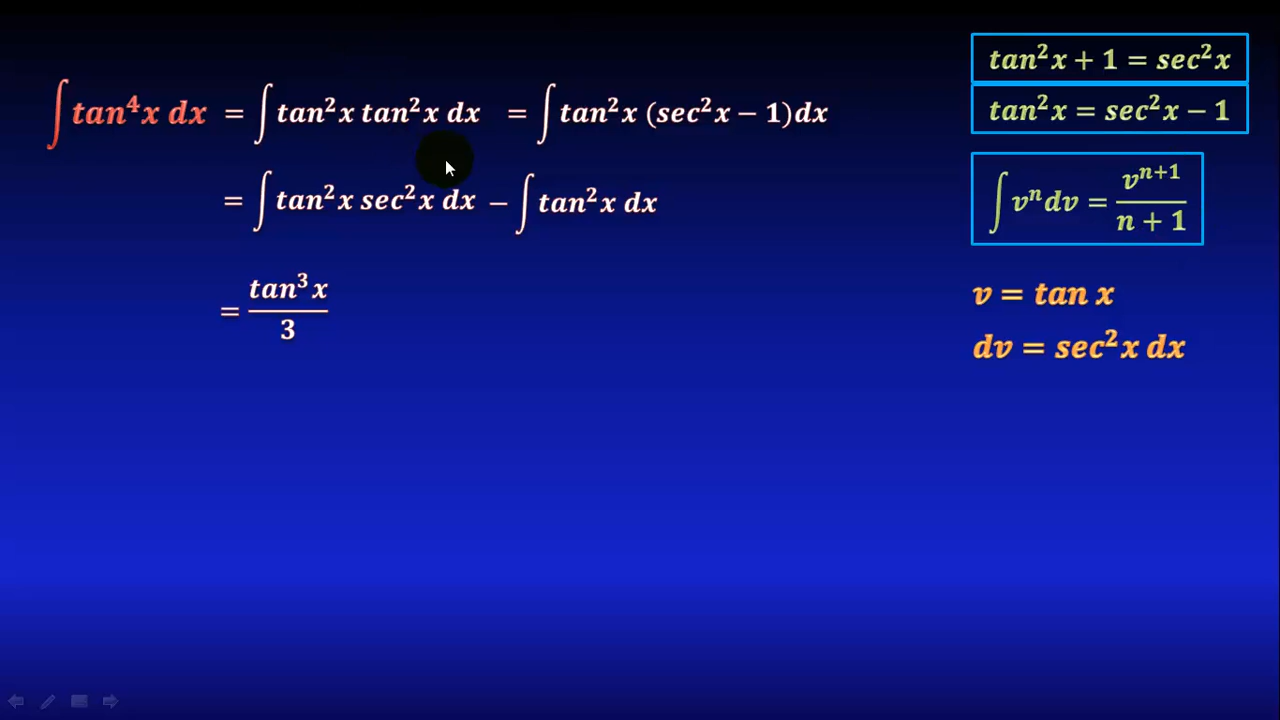 ∫ tan⁴x dx = ∫ tan²x tan²x dx = ∫ tan²x (sec²x − 1)dx
= ∫ tan²x sec²x dx − ∫ tan²x dx
= tan³x / 3
tan²x + 1 = sec²x
tan²x = sec²x − 1
∫ vⁿdv = vⁿ⁺¹ / n + 1
v = tan x
dv = sec²x dx